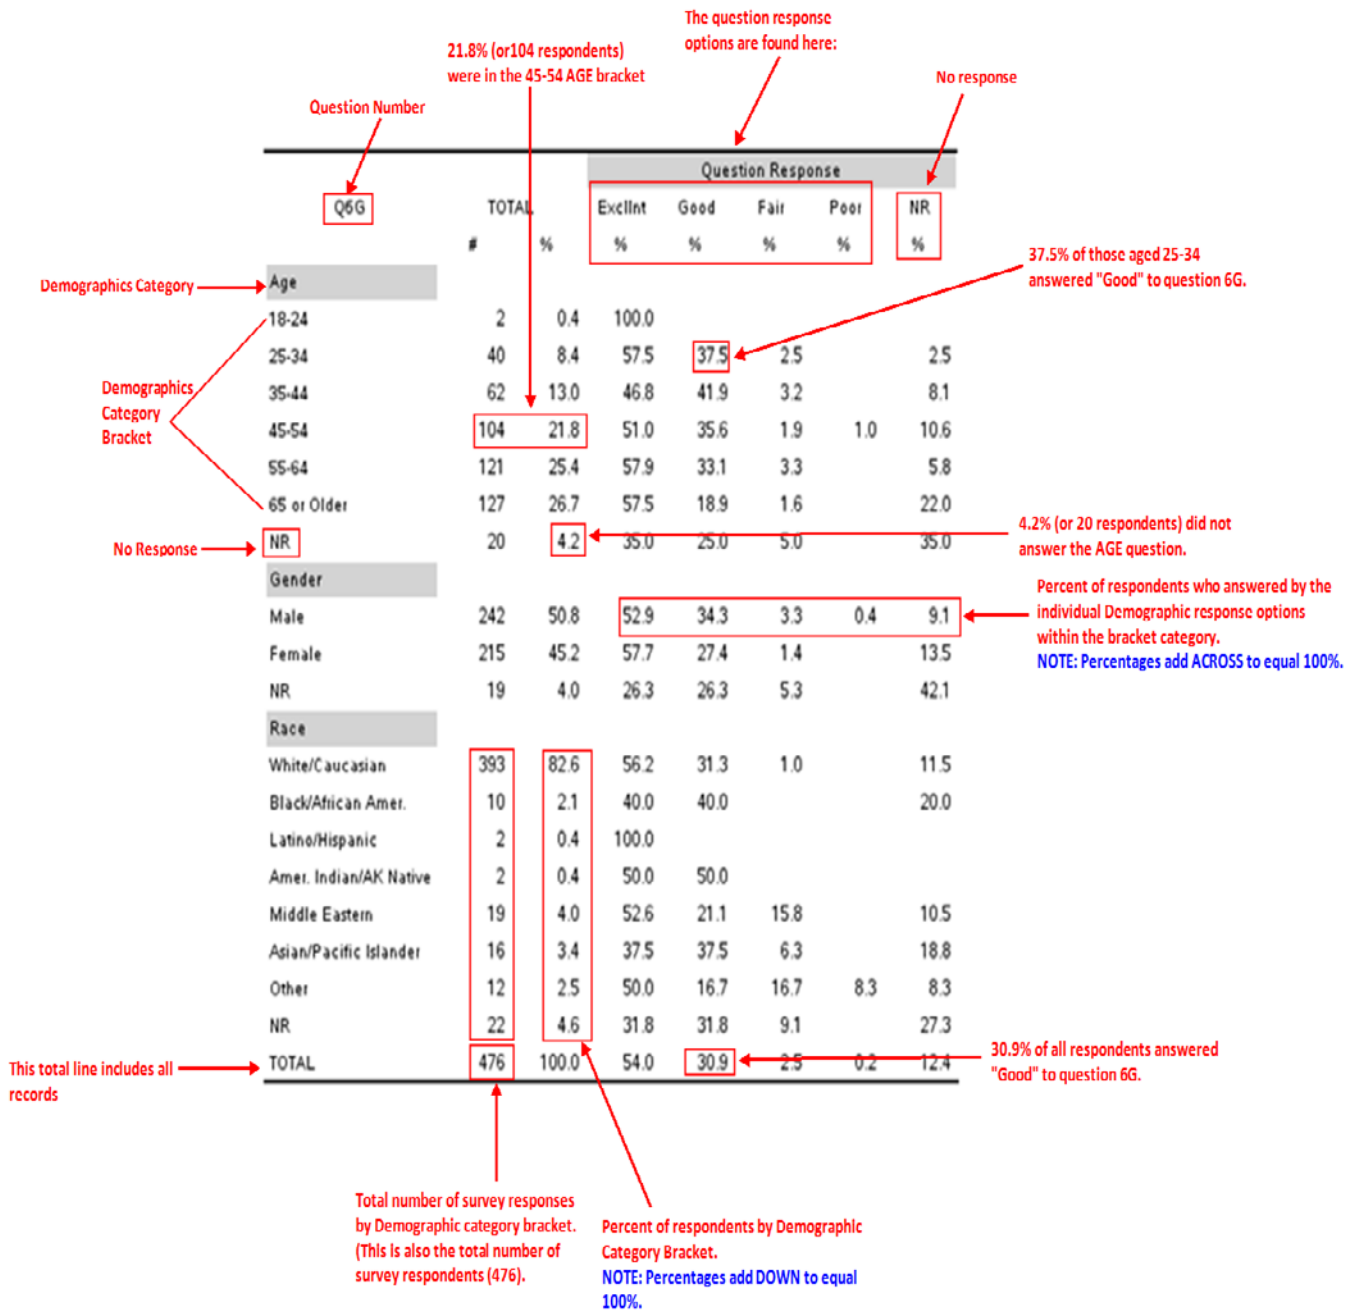 The question response
options are found here:
21.8% (or104 respondents)
were in the 45-54 AGE bracket
No response
Question Number
Question Response
Q6G TOTAL Excllnt Good Fair Poor NR
# % % % % % %
37.5% of those aged 25-34
answered "Good" to question 6G.
Demographics Category
Age
18-24 2 0.4 100.0
25-34 40 8.4 57.5 37.5 2.5 2.5
Demographics
Category
Bracket
35-44 62 13.0 46.8 41.9 3.2 8.1
45-54 104 21.8 51.0 35.6 1.9 1.0 10.6
55-64 121 25.4 57.9 33.1 3.3 5.8
65 or Older 127 26.7 57.5 18.9 1.6 22.0
4.2% (or 20 respondents) did not
answer the AGE question.
No Response
NR 20 4.2 35.0 25.0 5.0 35.0
Gender
Percent of respondents who answered by the
individual Demographic response options
within the bracket category.
NOTE: Percentages add ACROSS to equal 100%.
Male 242 50.8 52.9 34.3 3.3 0.4 9.1
Female 215 45.2 57.7 27.4 1.4 13.5
NR 19 4.0 26.3 26.3 5.3 42.1
Race
White/Caucasian 393 82.6 56.2 31.3 1.0 11.5
Black/African Amer. 10 2.1 40.0 40.0 20.0
Latino/Hispanic 2 0.4 100.0
Amer. Indian/AK Native 2 0.4 50.0 50.0
Middle Eastern 19 4.0 52.6 21.1 15.8 10.5
Asian/Pacific Islander 16 3.4 37.5 37.5 6.3 18.8
Other 12 2.5 50.0 16.7 16.7 8.3 8.3
NR 22 4.6 31.8 31.8 9.1 27.3
TOTAL 476 100.0 54.0 30.9 2.5 0.2 12.4
This total line includes all
records
30.9% of all respondents answered
"Good" to question 6G.
Total number of survey responses
by Demographic category bracket.
(This is also the total number of
survey respondents (476).
Percent of respondents by Demographic
Category Bracket.
NOTE: Percentages add DOWN to equal
100%.